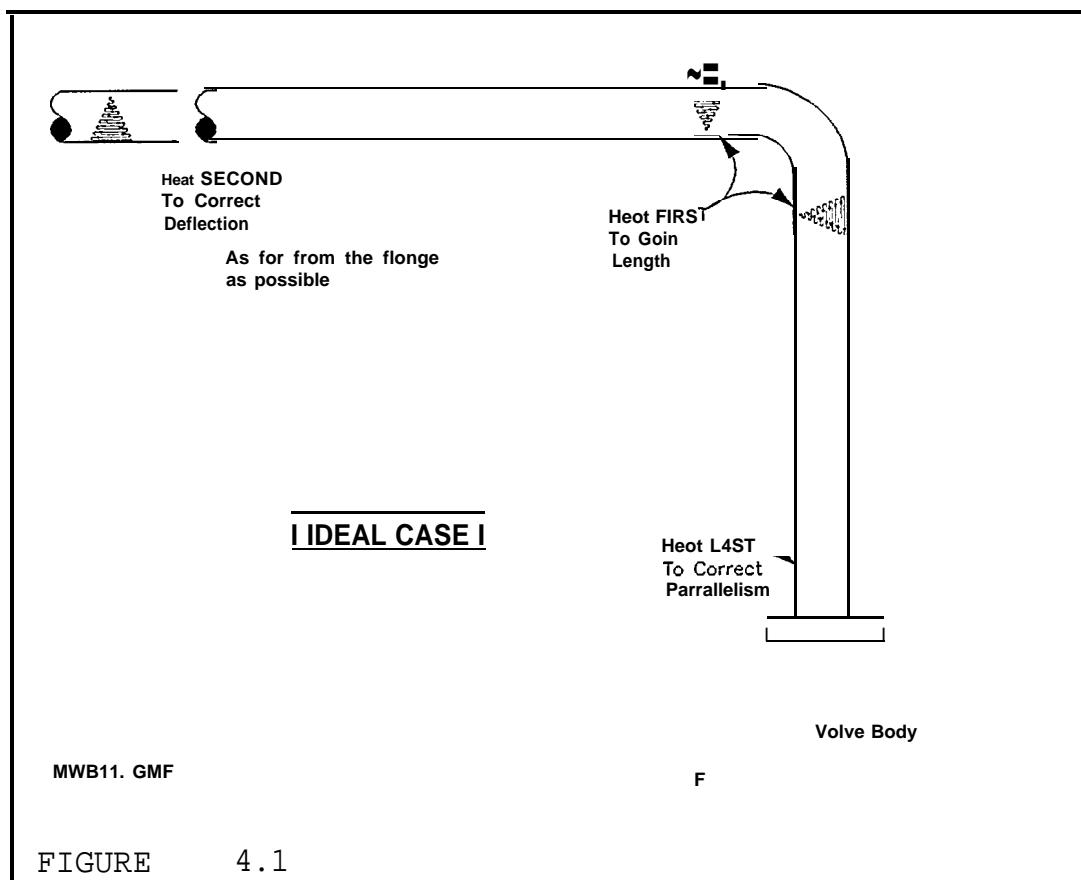 Heat SECOND
To Correct
Deflection
As for from the flonge
as possible
Heot FIRST
To Goin
Length
I IDEAL CASE I
Heot L4ST
To Correct
Parrallelism
Volve Body
MWB11. GMF
F
FIGURE 4.1